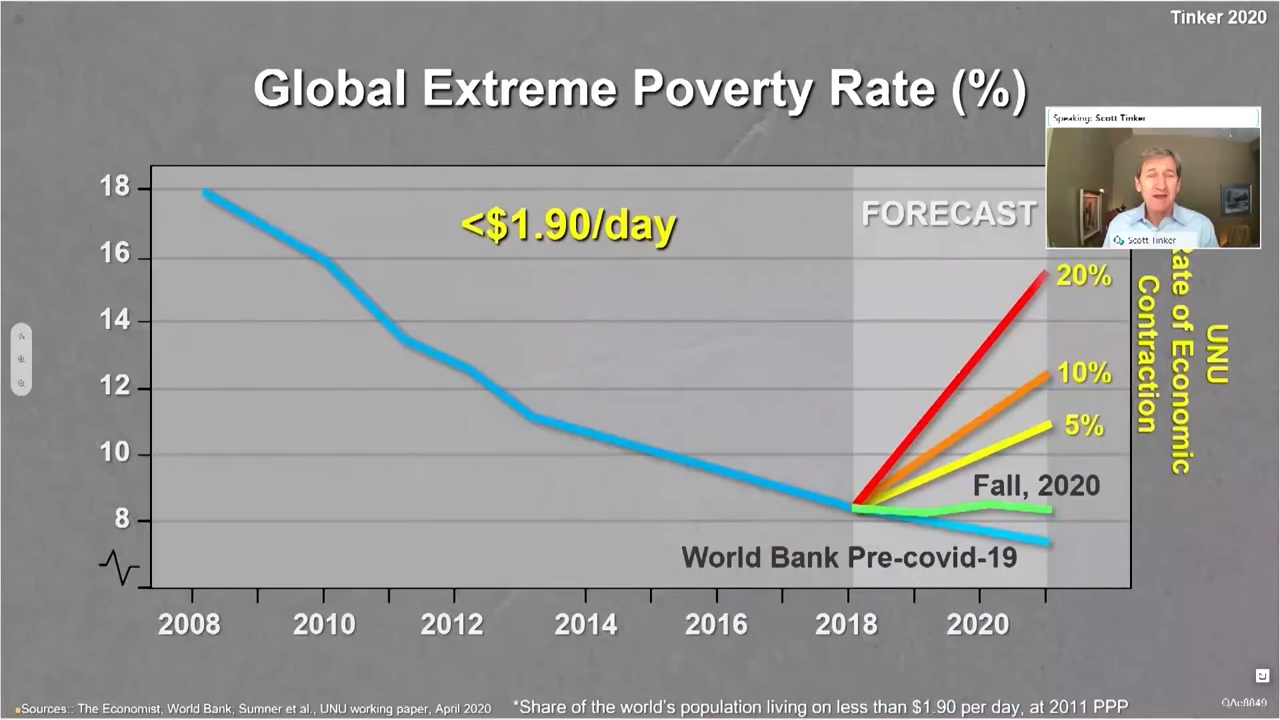 Tinker 2020
Global Extreme Poverty Rate (%)
Speaking: Scott Tinker
Scott Tinker
<$1.90/day
FORECAST
18
16
14
12
10
8
20%
10%
5%
Fall, 2020
World Bank Pre-covid-19
UNU
Rate of Economic
Contraction
2008 2010 2012 2014 2016 2018 2020
Sources:: The Economist, World Bank; Sumner et al., UNU working paper, April 2020
*Share of the world's population living on less than $1.90 per day, at 2011 PPP